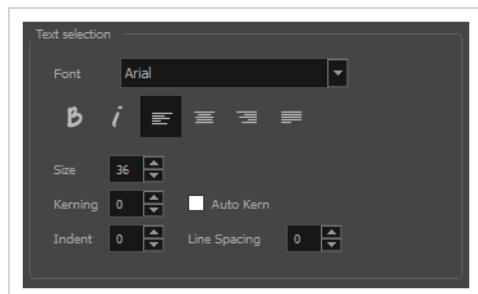 Text selection
Font Arial
B i
Size 36
Kerning 0 Auto Kern
Indent 0 Line Spacing 0